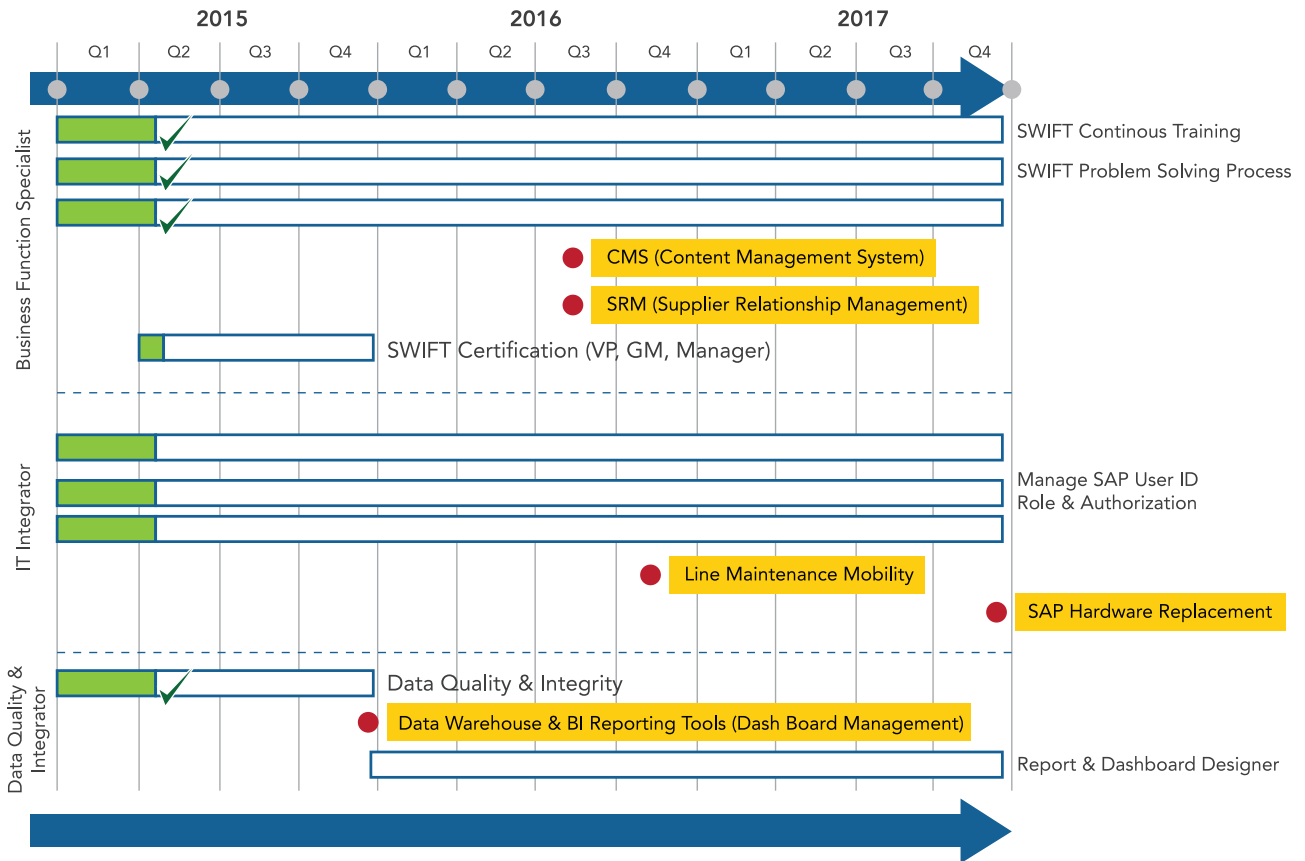 2015 2016 2017
Q1 Q2 Q3 Q4 Q1 Q2 Q3 Q4 Q1 Q2 Q3 Q4
Business Function Specialist
SWIFT Continous Training
SWIFT Problem Solving Process
CMS (Content Management System)
SRM (Supplier Relationship Management)
SWIFT Certification (VP, GM, Manager)
IT Integrator
Manage SAP User ID
Role & Authorization
Line Maintenance Mobility
SAP Hardware Replacement
Data Quality &
Integrator
Data Quality & Integrity
Data Warehouse & BI Reporting Tools (Dash Board Management)
Report & Dashboard Designer